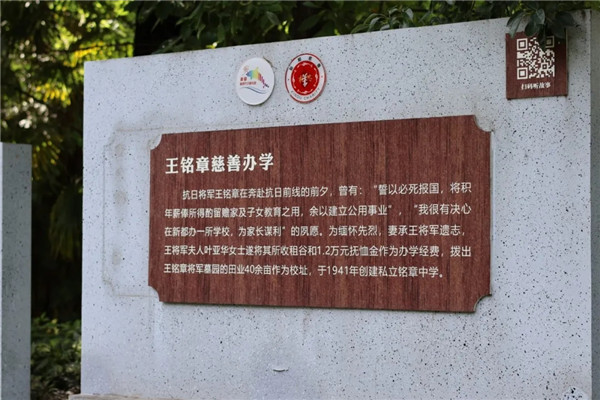 扫码听故事
王铭章慈善办学
抗日将军王铭章在奔赴抗日前线的前夕，曾有：“誓以必死报国，将积
年薪俸所得酌留赡家及子女教育之用，余以建立公用事业”，“我很有决心
在新都办一所学校，为家长谋利”的夙愿。为缅怀先烈，妻承王将军遗志，
王将军夫人叶亚华女士遂将其所收租谷和1.2万元抚恤金作为办学经费，拨出
王铭章将军墓园的田业40余亩作为校址，于1941年创建私立铭章中学。